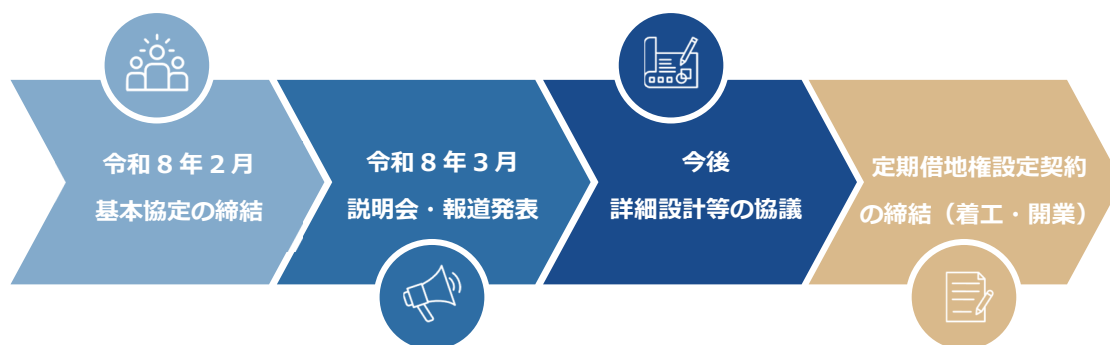 令和８年２月
基本協定の締結
令和８年３月
説明会・報道発表
今後
詳細設計等の協議
定期借地権設定契約
の締結（着工・開業）